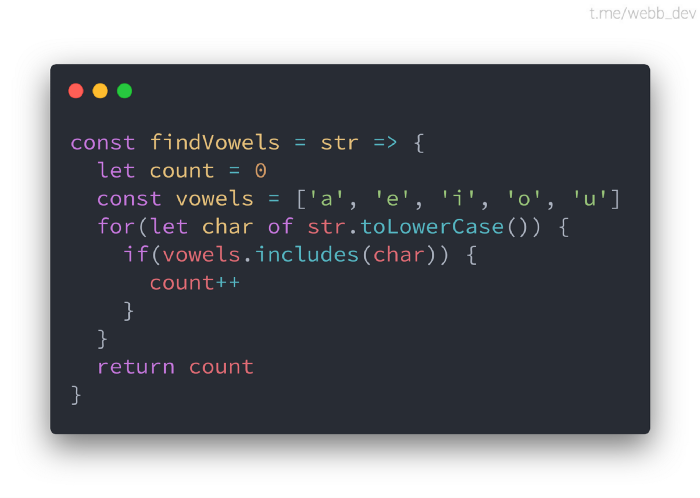 t.me/webb_dev
const findVowels = str => {
  let count = 0
  const vowels = ['a', 'e', 'i', 'o', 'u']
  for(let char of str.toLowerCase()) {
    if(vowels.includes(char)) {
      count++
    }
  }
  return count
}